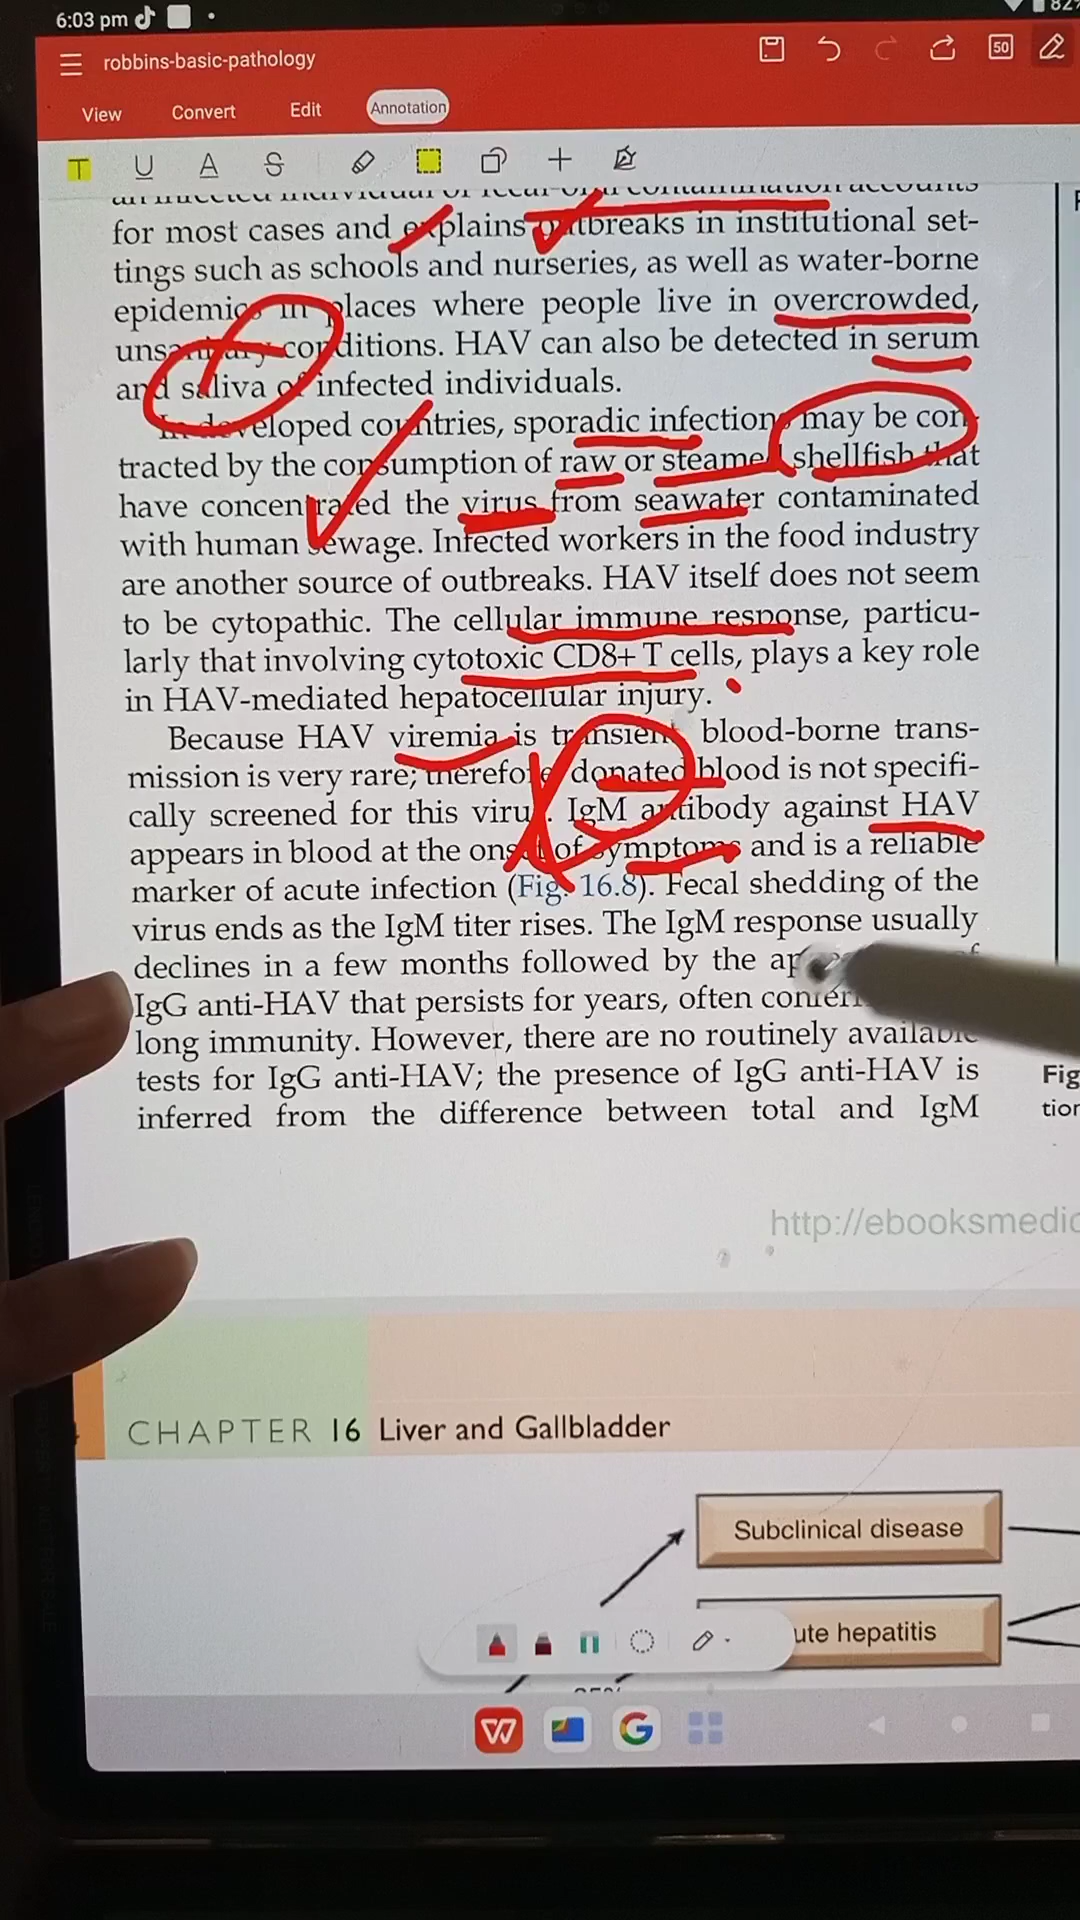 6:03 pm
82%
robbins-basic-pathology
50
View Convert Edit Annotation
T U A S
for most cases and explains outbreaks in institutional set-
tings such as schools and nurseries, as well as water-borne
epidemics in places where people live in overcrowded,
unsanitary conditions. HAV can also be detected in serum
and saliva of infected individuals.
In developed countries, sporadic infections may be con-
tracted by the consumption of raw or steamed shellfish that
have concentrated the virus from seawater contaminated
with human sewage. Infected workers in the food industry
are another source of outbreaks. HAV itself does not seem
to be cytopathic. The cellular immune response, particu-
larly that involving cytotoxic CD8+ T cells, plays a key role
in HAV-mediated hepatocellular injury.
Because HAV viremia is transient, blood-borne trans-
mission is very rare; therefore, donated blood is not specifi-
cally screened for this virus. IgM antibody against HAV
appears in blood at the onset of symptoms and is a reliable
marker of acute infection (Fig. 16.8). Fecal shedding of the
virus ends as the IgM titer rises. The IgM response usually
declines in a few months followed by the
IgG anti-HAV that persists for years, often
long immunity. However, there are no routinely available
tests for IgG anti-HAV; the presence of IgG anti-HAV is
inferred from the difference between total and IgM
Fig
tion
http://ebooksmedic
CHAPTER 16 Liver and Gallbladder
Subclinical disease
ute hepatitis